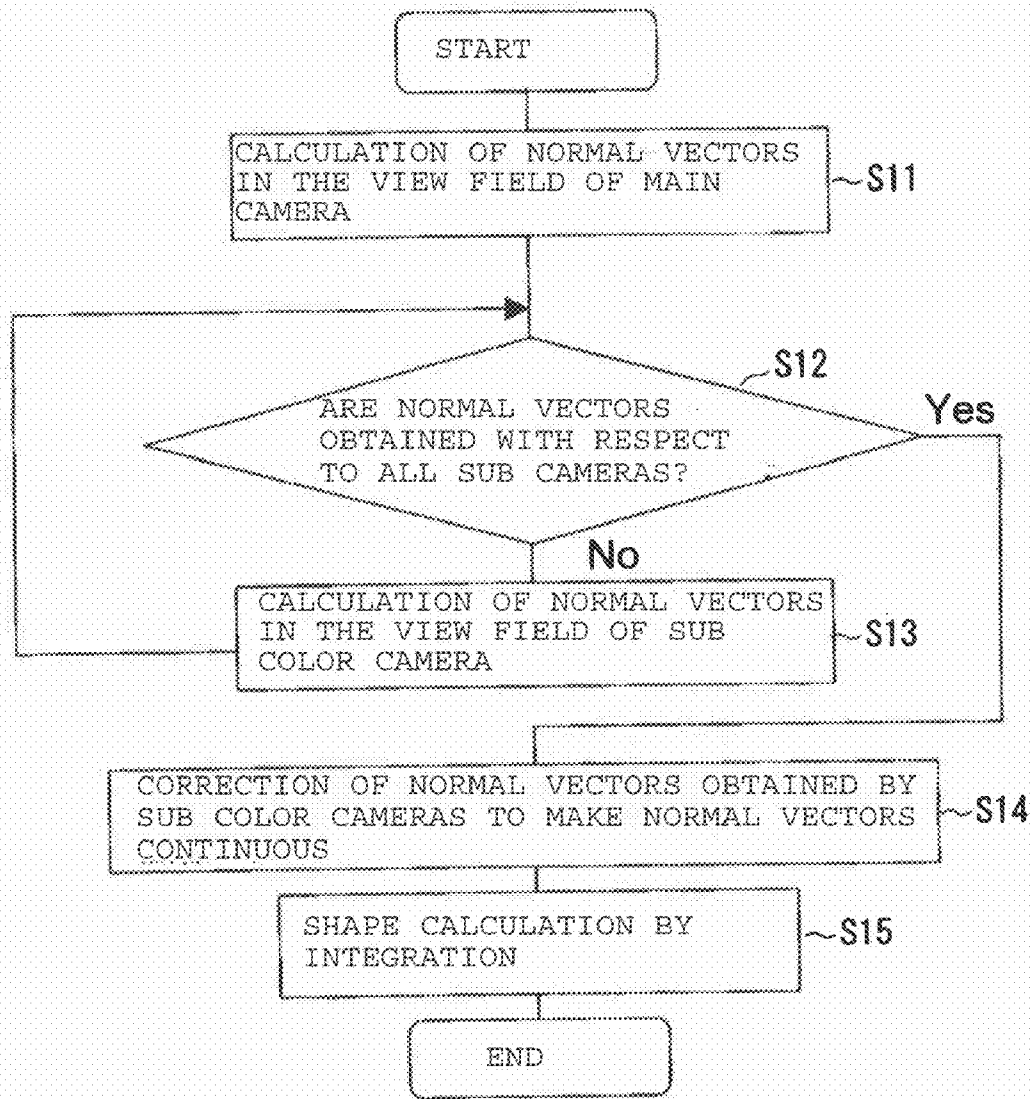 START
CALCULATION OF NORMAL VECTORS
IN THE VIEW FIELD OF MAIN
CAMERA
S11
S12
ARE NORMAL VECTORS
OBTAINED WITH RESPECT
TO ALL SUB CAMERAS?
Yes
No
CALCULATION OF NORMAL VECTORS
IN THE VIEW FIELD OF SUB
COLOR CAMERA
S13
CORRECTION OF NORMAL VECTORS OBTAINED BY
SUB COLOR CAMERAS TO MAKE NORMAL VECTORS
CONTINUOUS
S14
SHAPE CALCULATION BY
INTEGRATION
S15
END